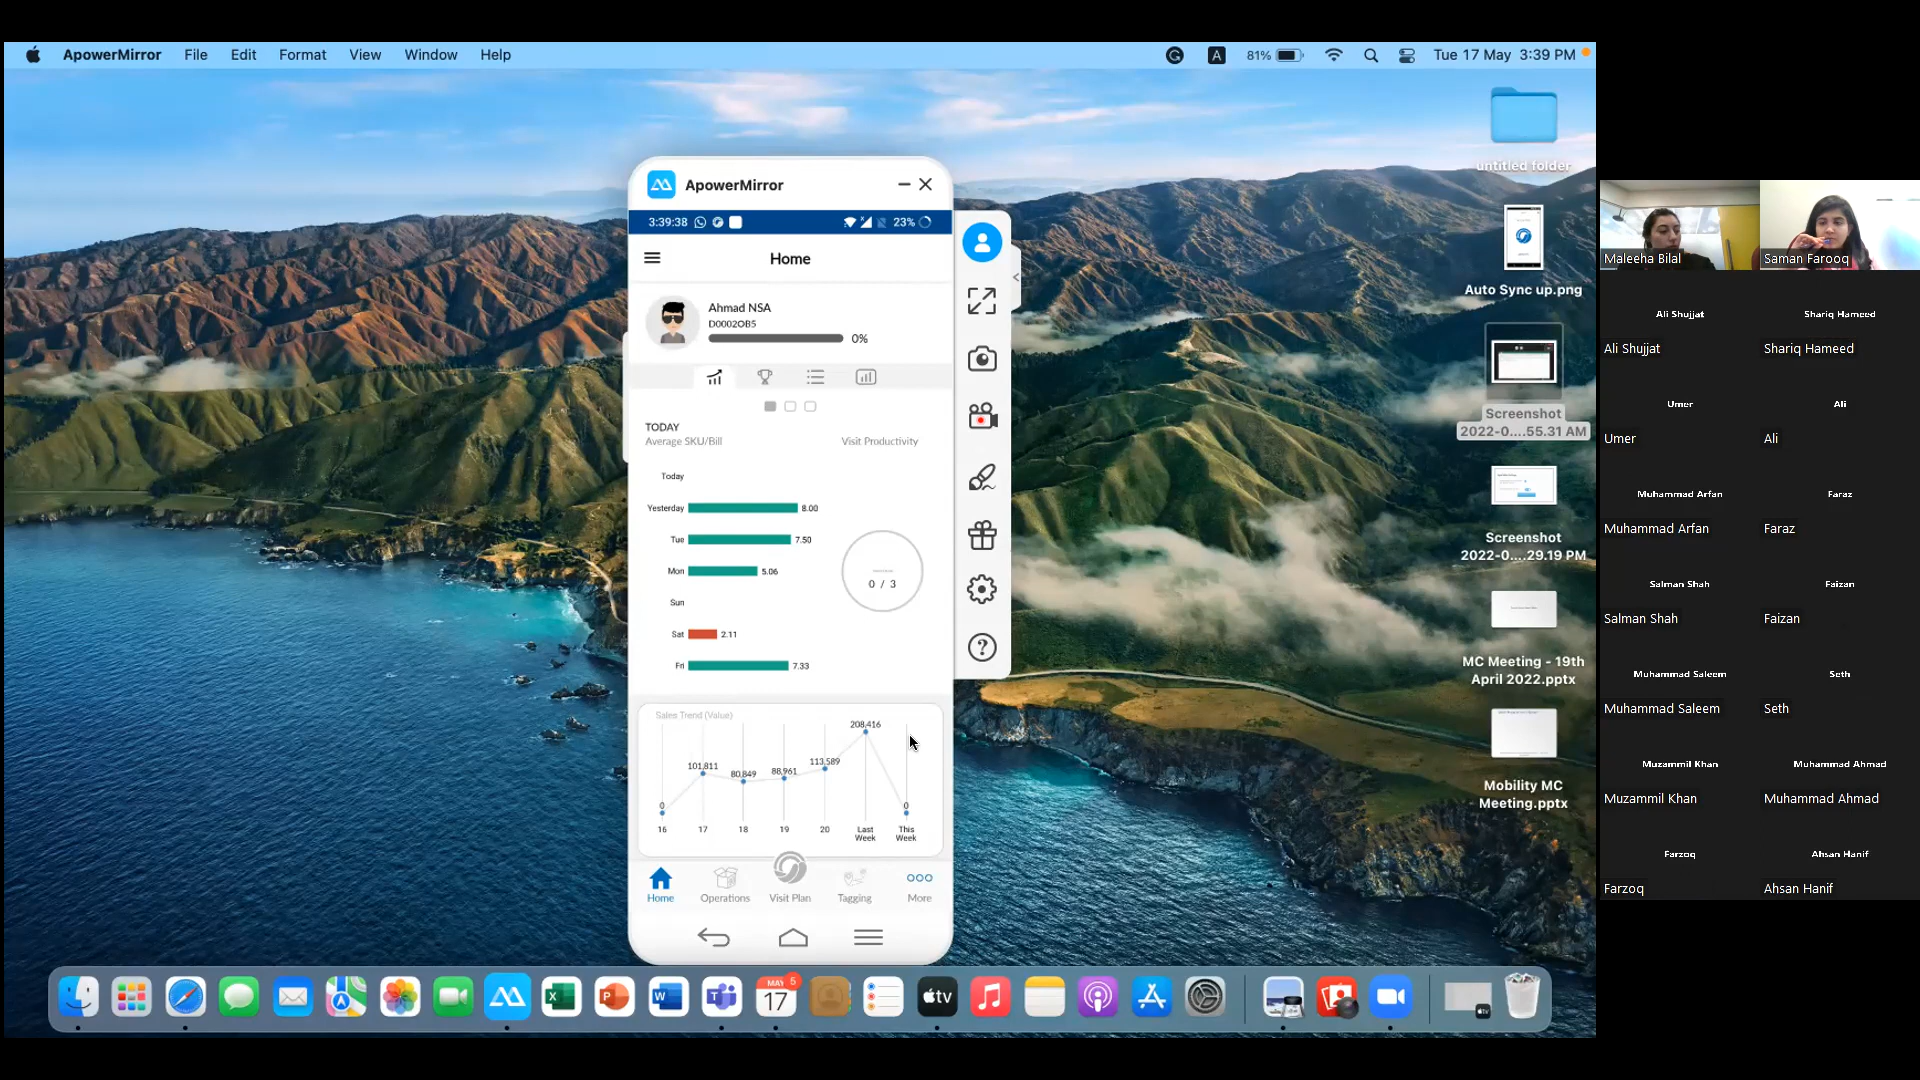 ApowerMirror File Edit Format View Window Help
A 81% Tue 17 May 3:39 PM
untitled folder
Auto Sync up.png
Screenshot
2022-0....55.31 AM
Screenshot
2022-0....29.19 PM
MC Meeting - 19th
April 2022.pptx
Mobility MC
Meeting.pptx
ApowerMirror
3:39:38 23%
Home
Ahmad NSA
D0002OB5
0%
TODAY
Average SKU/Bill Visit Productivity
Today
Yesterday 8.00
Tue 7.50
Mon 5.06
0 / 3
Sun
Sat 2.11
Fri 7.33
Sales Trend (Value)
0 101,811 80,849 88,961 113,589 208,416 0
16 17 18 19 20 Last Week This Week
Home Operations Visit Plan Tagging More
MAY 5
17
tv
Maleeha Bilal Saman Farooq
Ali Shujjat Shariq Hameed
Ali Shujjat Shariq Hameed
Umer Ali
Umer Ali
Muhammad Arfan Faraz
Muhammad Arfan Faraz
Salman Shah Faizan
Salman Shah Faizan
Muhammad Saleem Seth
Muhammad Saleem Seth
Muzammil Khan Muhammad Ahmad
Muzammil Khan Muhammad Ahmad
Farzoq Ahsan Hanif
Farzoq Ahsan Hanif